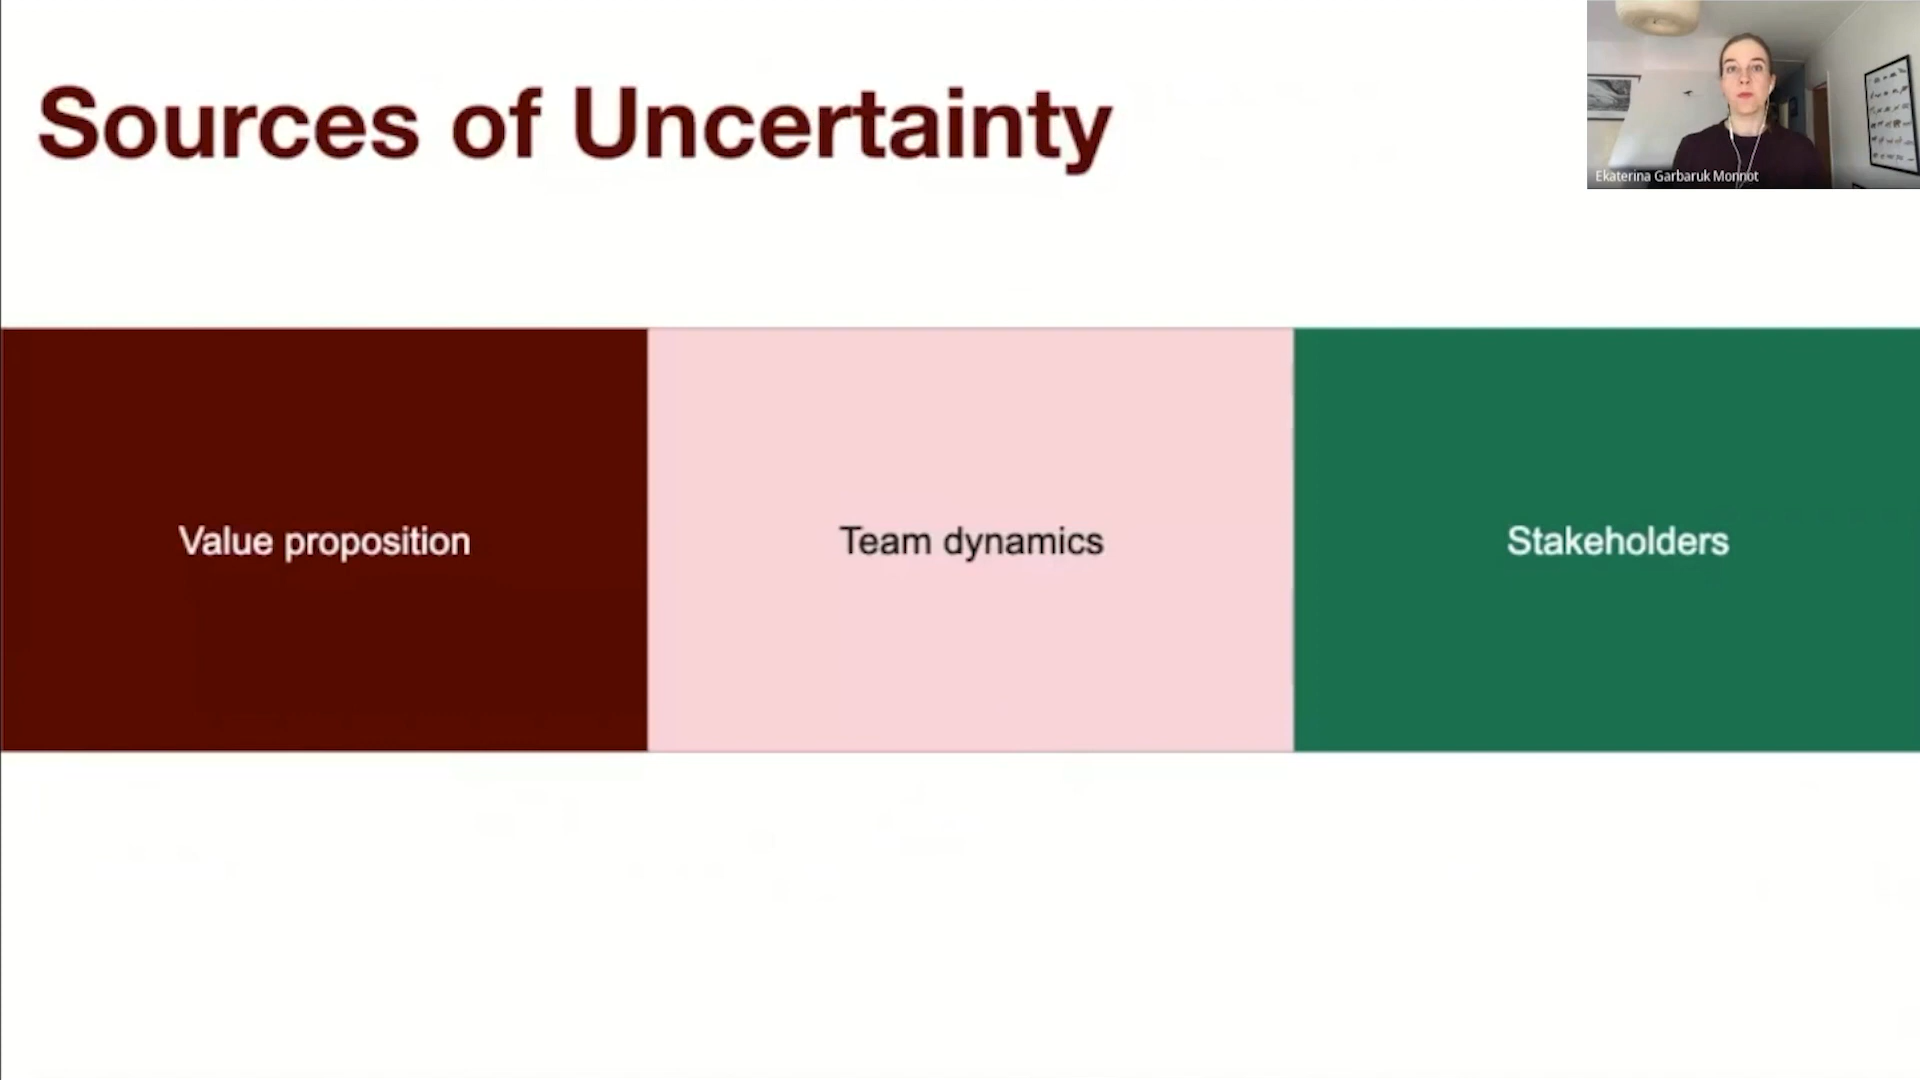 Sources of Uncertainty
Ekaterina Garbaruk Monnot
Value proposition
Team dynamics
Stakeholders